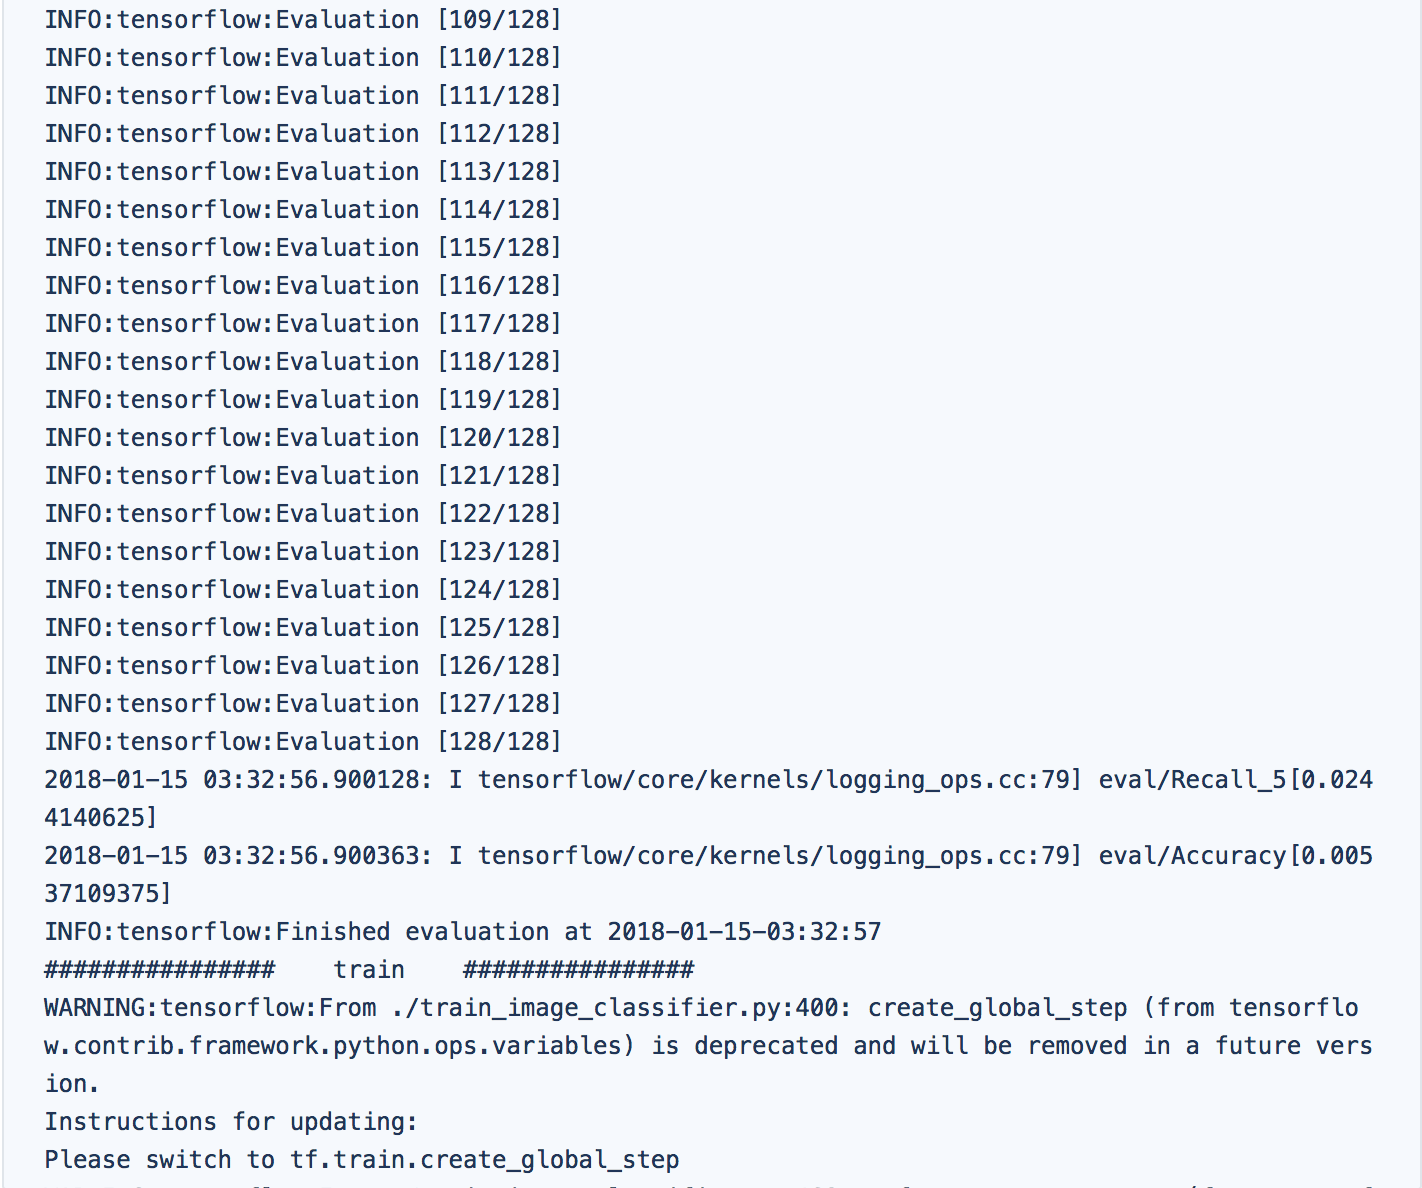 INFO:tensorflow:Evaluation [109/128]
INFO:tensorflow:Evaluation [110/128]
INFO:tensorflow:Evaluation [111/128]
INFO:tensorflow:Evaluation [112/128]
INFO:tensorflow:Evaluation [113/128]
INFO:tensorflow:Evaluation [114/128]
INFO:tensorflow:Evaluation [115/128]
INFO:tensorflow:Evaluation [116/128]
INFO:tensorflow:Evaluation [117/128]
INFO:tensorflow:Evaluation [118/128]
INFO:tensorflow:Evaluation [119/128]
INFO:tensorflow:Evaluation [120/128]
INFO:tensorflow:Evaluation [121/128]
INFO:tensorflow:Evaluation [122/128]
INFO:tensorflow:Evaluation [123/128]
INFO:tensorflow:Evaluation [124/128]
INFO:tensorflow:Evaluation [125/128]
INFO:tensorflow:Evaluation [126/128]
INFO:tensorflow:Evaluation [127/128]
INFO:tensorflow:Evaluation [128/128]
2018-01-15 03:32:56.900128: I tensorflow/core/kernels/logging_ops.cc:79] eval/Recall_5[0.024
4140625]
2018-01-15 03:32:56.900363: I tensorflow/core/kernels/logging_ops.cc:79] eval/Accuracy[0.005
37109375]
INFO:tensorflow:Finished evaluation at 2018-01-15-03:32:57
################    train    ################
WARNING:tensorflow:From ./train_image_classifier.py:400: create_global_step (from tensorflo
w.contrib.framework.python.ops.variables) is deprecated and will be removed in a future vers
ion.
Instructions for updating:
Please switch to tf.train.create_global_step